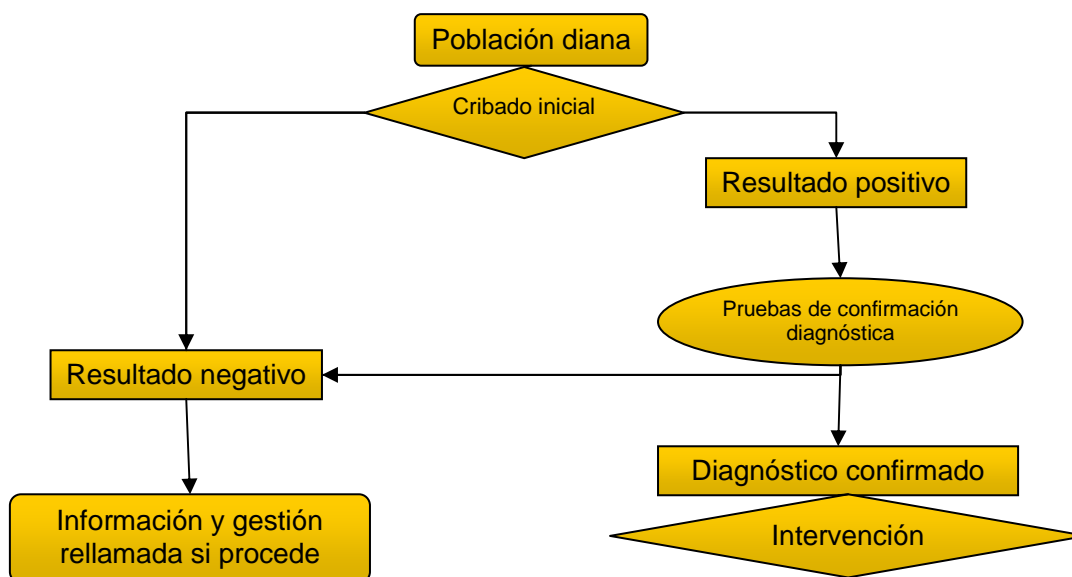 Población diana
Cribado inicial
Resultado positivo
Pruebas de confirmación
diagnóstica
Resultado negativo
Diagnóstico confirmado
Información y gestión
rellamada si procede
Intervención